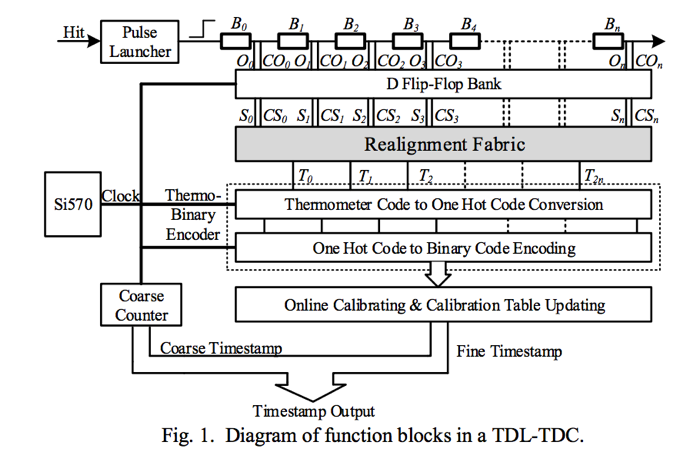 Hit
Pulse
Launcher
B0 B1 B2 B3 B4 Bn
O0 CO0 O1 CO1 O2 CO2 O3 CO3 On COn
D Flip-Flop Bank
S0 CS0 S1 CS1 S2 CS2 S3 CS3 Sn CSn
Realignment Fabric
T0 T1 T2 T2n
Si570
Clock
Thermo-
Binary
Encoder
Thermometer Code to One Hot Code Conversion
One Hot Code to Binary Code Encoding
Coarse
Counter
Online Calibrating & Calibration Table Updating
Coarse Timestamp
Fine Timestamp
Timestamp Output
Fig. 1. Diagram of function blocks in a TDL-TDC.